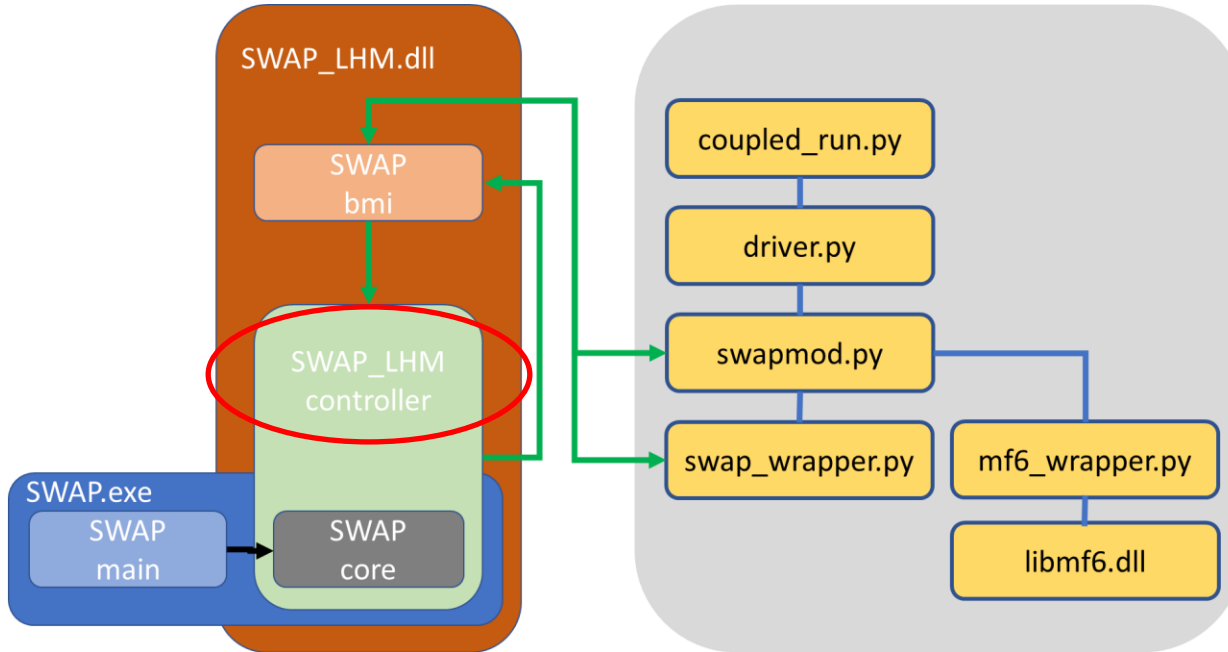 SWAP_LHM.dll
SWAP
bmi
SWAP_LHM
controller
SWAP.exe
SWAP
main
SWAP
core
coupled_run.py
driver.py
swapmod.py
swap_wrapper.py
mf6_wrapper.py
libmf6.dll